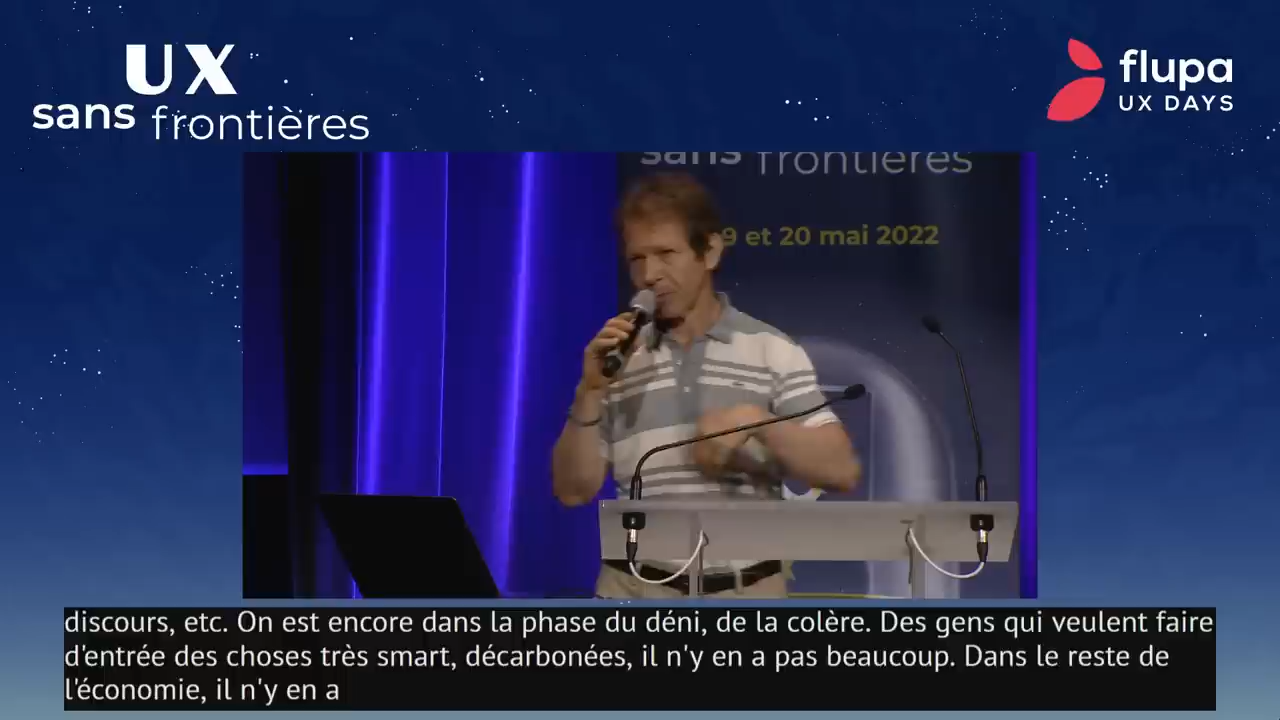 UX
sans frontières
flupa
UX DAYS
sans frontières
9 et 20 mai 2022
discours, etc. On est encore dans la phase du déni, de la colère. Des gens qui veulent faire
d'entrée des choses très smart, décarbonées, il n'y en a pas beaucoup. Dans le reste de
l'économie, il n'y en a